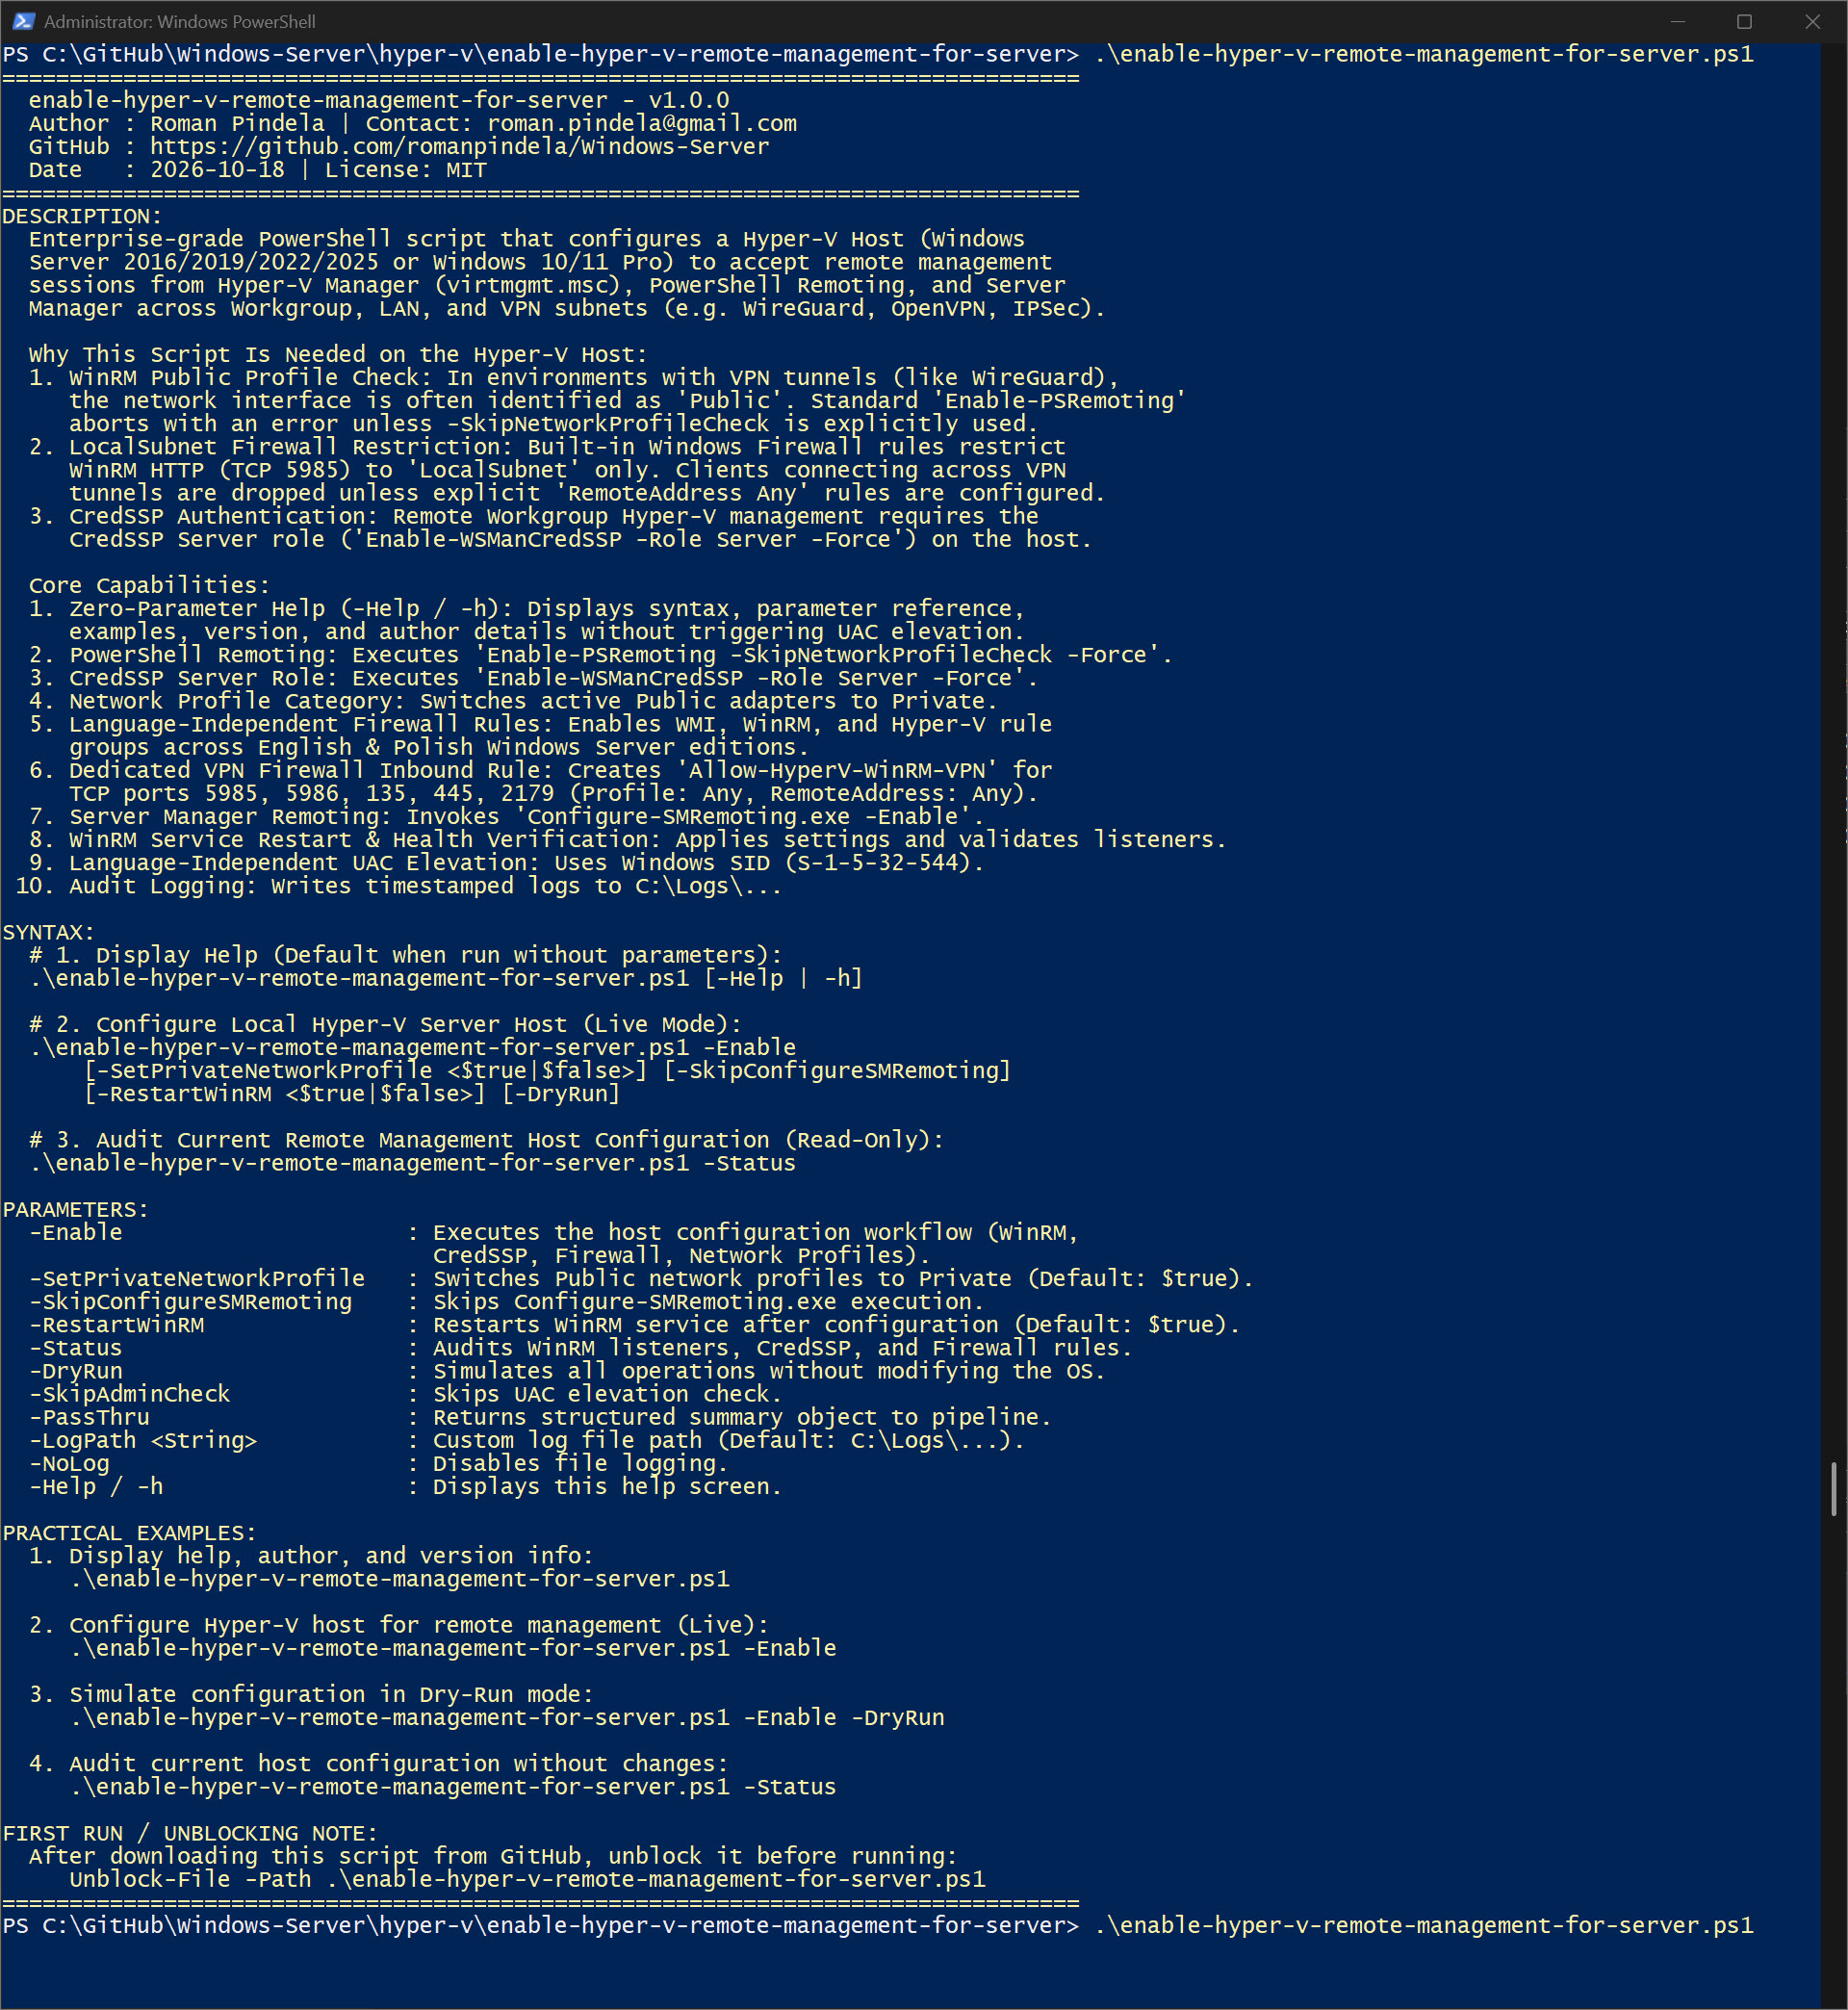 Administrator: Windows PowerShell
PS C:\GitHub\Windows-Server\hyper-v\enable-hyper-v-remote-management-for-server> .\enable-hyper-v-remote-management-for-server.ps1
================================================================================
  enable-hyper-v-remote-management-for-server - v1.0.0
  Author : Roman Pindela | Contact: roman.pindela@gmail.com
  GitHub : https://github.com/romanpindela/Windows-Server
  Date   : 2026-10-18 | License: MIT
================================================================================
DESCRIPTION:
  Enterprise-grade PowerShell script that configures a Hyper-V Host (Windows
  Server 2016/2019/2022/2025 or Windows 10/11 Pro) to accept remote management
  sessions from Hyper-V Manager (virtmgmt.msc), PowerShell Remoting, and Server
  Manager across Workgroup, LAN, and VPN subnets (e.g. WireGuard, OpenVPN, IPSec).

  Why This Script Is Needed on the Hyper-V Host:
  1. WinRM Public Profile Check: In environments with VPN tunnels (like WireGuard),
     the network interface is often identified as 'Public'. Standard 'Enable-PSRemoting'
     aborts with an error unless -SkipNetworkProfileCheck is explicitly used.
  2. LocalSubnet Firewall Restriction: Built-in Windows Firewall rules restrict
     WinRM HTTP (TCP 5985) to 'LocalSubnet' only. Clients connecting across VPN
     tunnels are dropped unless explicit 'RemoteAddress Any' rules are configured.
  3. CredSSP Authentication: Remote Workgroup Hyper-V management requires the
     CredSSP Server role ('Enable-WSManCredSSP -Role Server -Force') on the host.

  Core Capabilities:
  1. Zero-Parameter Help (-Help / -h): Displays syntax, parameter reference,
     examples, version, and author details without triggering UAC elevation.
  2. PowerShell Remoting: Executes 'Enable-PSRemoting -SkipNetworkProfileCheck -Force'.
  3. CredSSP Server Role: Executes 'Enable-WSManCredSSP -Role Server -Force'.
  4. Network Profile Category: Switches active Public adapters to Private.
  5. Language-Independent Firewall Rules: Enables WMI, WinRM, and Hyper-V rule
     groups across English & Polish Windows Server editions.
  6. Dedicated VPN Firewall Inbound Rule: Creates 'Allow-HyperV-WinRM-VPN' for
     TCP ports 5985, 5986, 135, 445, 2179 (Profile: Any, RemoteAddress: Any).
  7. Server Manager Remoting: Invokes 'Configure-SMRemoting.exe -Enable'.
  8. WinRM Service Restart & Health Verification: Applies settings and validates listeners.
  9. Language-Independent UAC Elevation: Uses Windows SID (S-1-5-32-544).
 10. Audit Logging: Writes timestamped logs to C:\Logs\...

SYNTAX:
  # 1. Display Help (Default when run without parameters):
  .\enable-hyper-v-remote-management-for-server.ps1 [-Help | -h]

  # 2. Configure Local Hyper-V Server Host (Live Mode):
  .\enable-hyper-v-remote-management-for-server.ps1 -Enable
      [-SetPrivateNetworkProfile <$true|$false>] [-SkipConfigureSMRemoting]
      [-RestartWinRM <$true|$false>] [-DryRun]

  # 3. Audit Current Remote Management Host Configuration (Read-Only):
  .\enable-hyper-v-remote-management-for-server.ps1 -Status

PARAMETERS:
  -Enable                     : Executes the host configuration workflow (WinRM,
                                CredSSP, Firewall, Network Profiles).
  -SetPrivateNetworkProfile   : Switches Public network profiles to Private (Default: $true).
  -SkipConfigureSMRemoting    : Skips Configure-SMRemoting.exe execution.
  -RestartWinRM               : Restarts WinRM service after configuration (Default: $true).
  -Status                     : Audits WinRM listeners, CredSSP, and Firewall rules.
  -DryRun                     : Simulates all operations without modifying the OS.
  -SkipAdminCheck             : Skips UAC elevation check.
  -PassThru                   : Returns structured summary object to pipeline.
  -LogPath <String>           : Custom log file path (Default: C:\Logs\...).
  -NoLog                      : Disables file logging.
  -Help / -h                  : Displays this help screen.

PRACTICAL EXAMPLES:
  1. Display help, author, and version info:
     .\enable-hyper-v-remote-management-for-server.ps1

  2. Configure Hyper-V host for remote management (Live):
     .\enable-hyper-v-remote-management-for-server.ps1 -Enable

  3. Simulate configuration in Dry-Run mode:
     .\enable-hyper-v-remote-management-for-server.ps1 -Enable -DryRun

  4. Audit current host configuration without changes:
     .\enable-hyper-v-remote-management-for-server.ps1 -Status

FIRST RUN / UNBLOCKING NOTE:
  After downloading this script from GitHub, unblock it before running:
     Unblock-File -Path .\enable-hyper-v-remote-management-for-server.ps1
================================================================================
PS C:\GitHub\Windows-Server\hyper-v\enable-hyper-v-remote-management-for-server> .\enable-hyper-v-remote-management-for-server.ps1